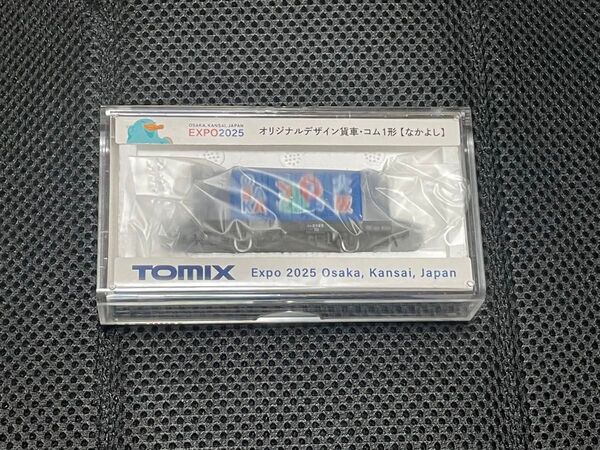 OSAKA, KANSAI, JAPAN
EXPO2025
オリジナルデザイン貨車・コム1形【なかよし】
TOMIX
Expo 2025 Osaka, Kansai, Japan